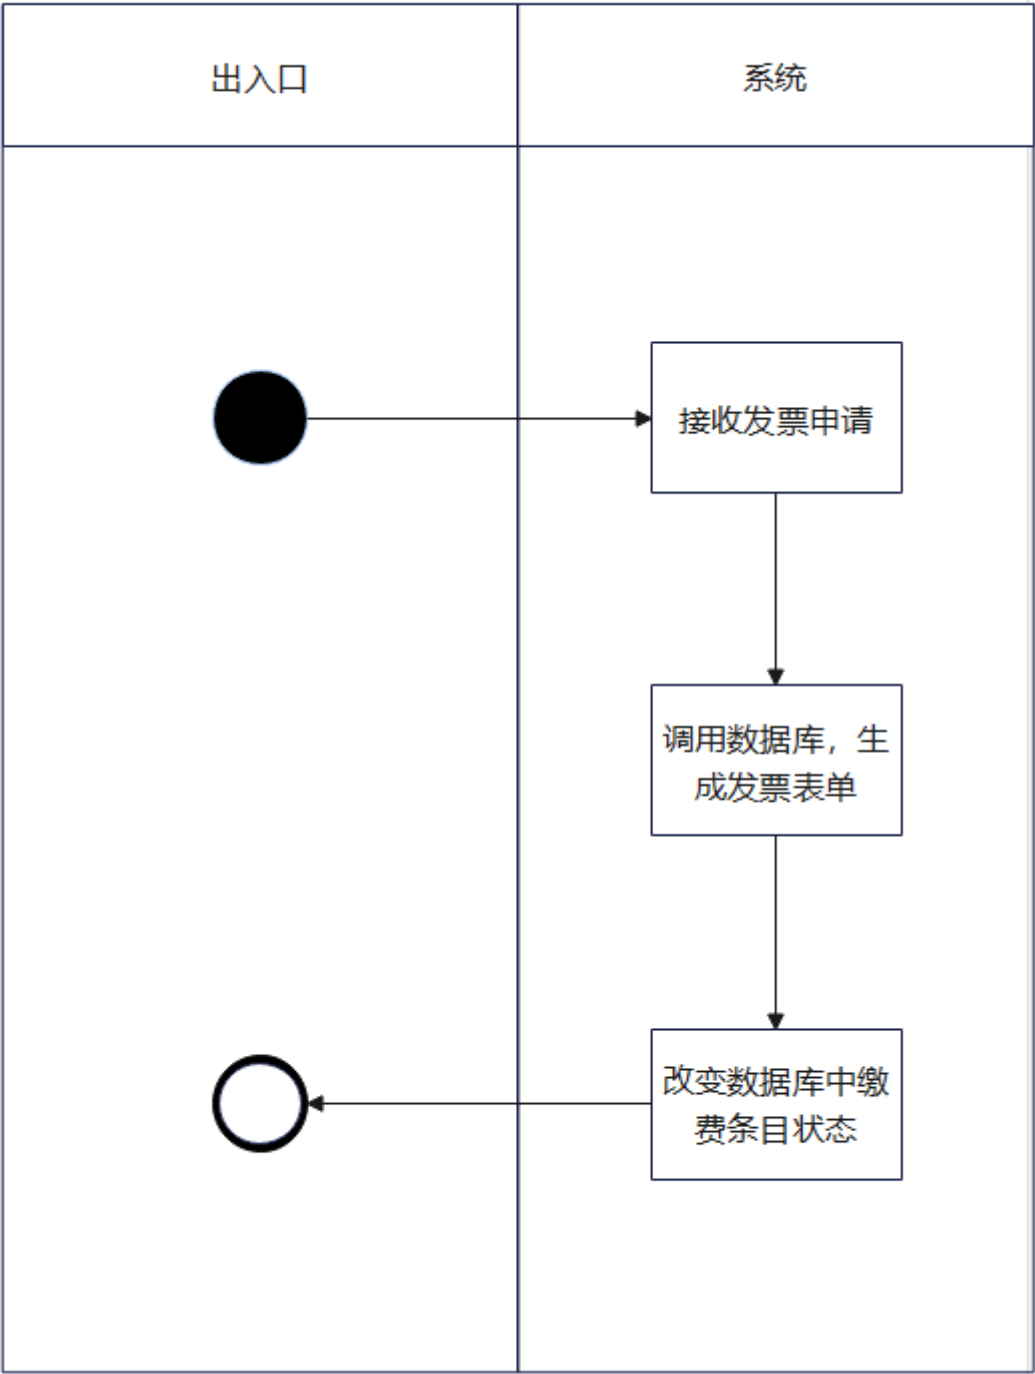 出入口
系统
接收发票申请
调用数据库，生
成发票表单
改变数据库中缴
费条目状态